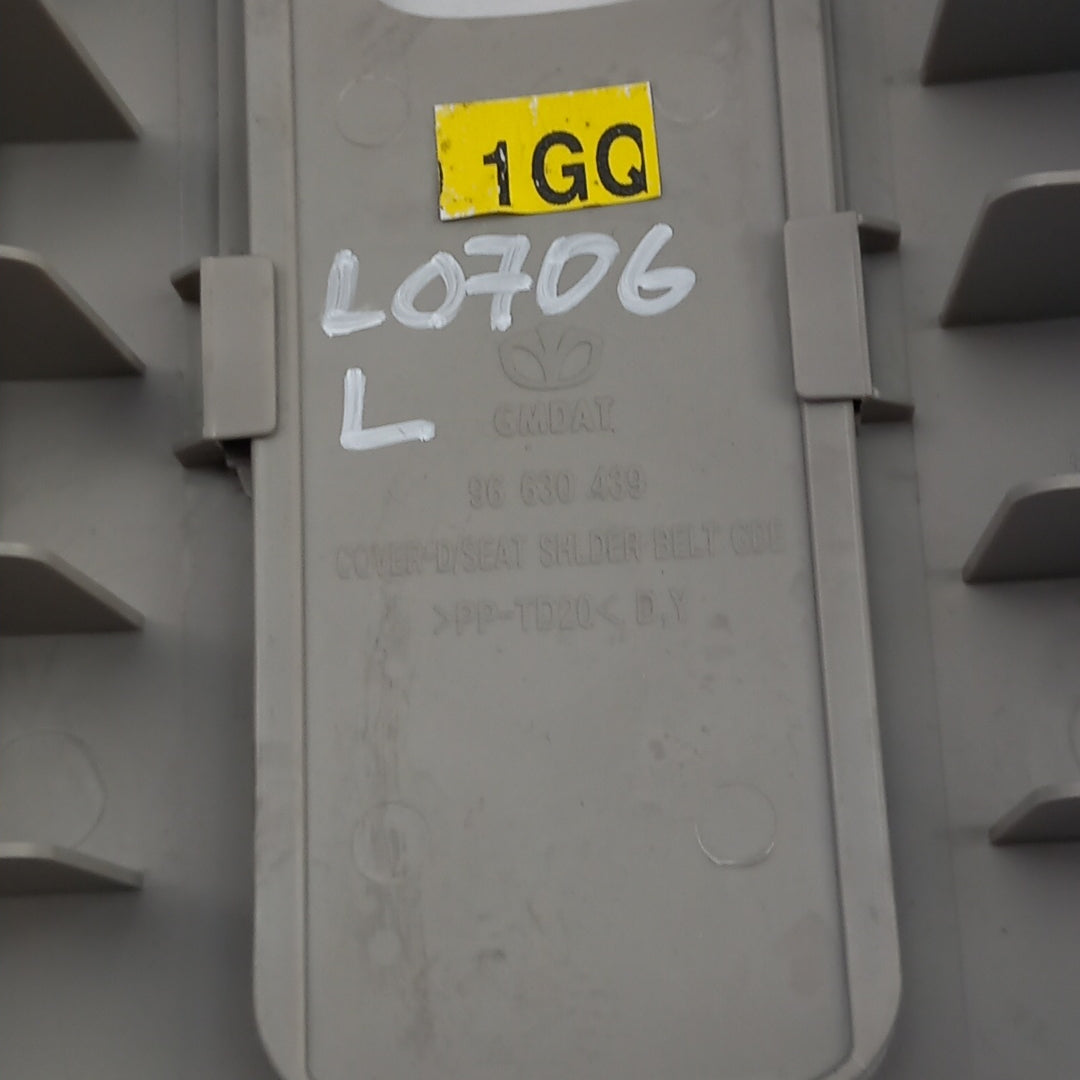 1GQ
L0706
L
GMDAT
96 630 439
COVER-D/SEAT SHLDER BELT GDE
>PP-TD20< D.Y